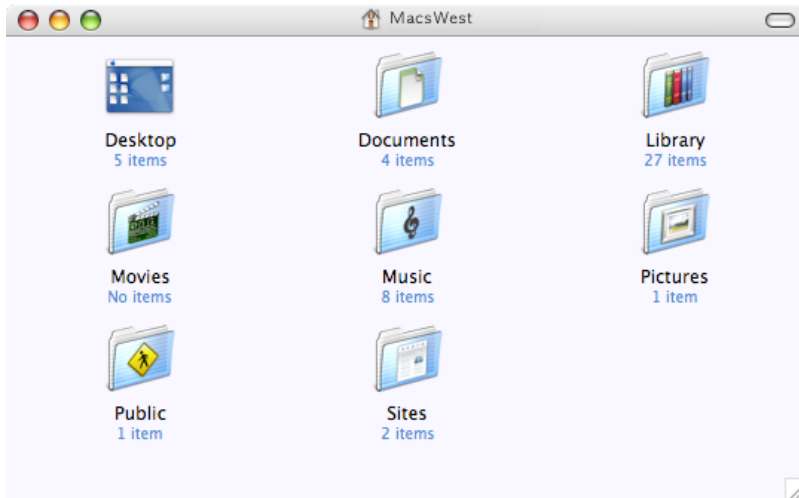 MacsWest
Desktop
5 items
Documents
4 items
Library
27 items
Movies
No items
Music
8 items
Pictures
1 item
Public
1 item
Sites
2 items